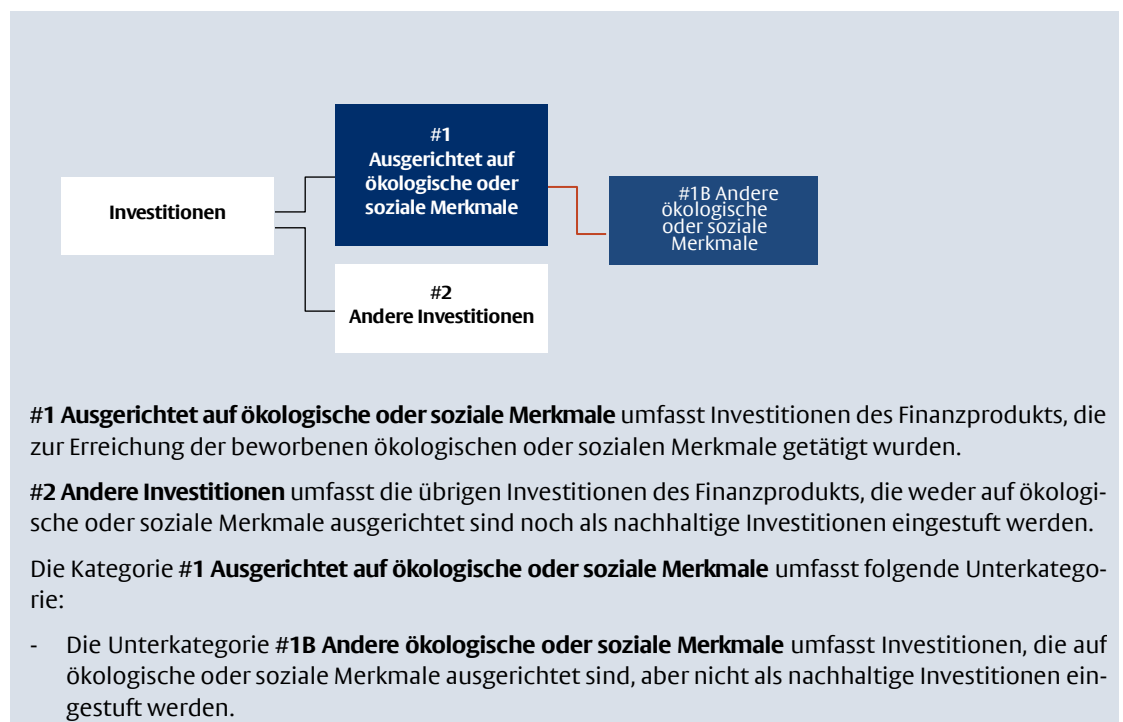 #1
Ausgerichtet auf
ökologische oder
soziale Merkmale
Investitionen
#1B Andere
ökologische
oder soziale
Merkmale
#2
Andere Investitionen
#1 Ausgerichtet auf ökologische oder soziale Merkmale umfasst Investitionen des Finanzprodukts, die
zur Erreichung der beworbenen ökologischen oder sozialen Merkmale getätigt wurden.
#2 Andere Investitionen umfasst die übrigen Investitionen des Finanzprodukts, die weder auf ökologi-
sche oder soziale Merkmale ausgerichtet sind noch als nachhaltige Investitionen eingestuft werden.
Die Kategorie #1 Ausgerichtet auf ökologische oder soziale Merkmale umfasst folgende Unterkatego-
rie:
- Die Unterkategorie #1B Andere ökologische oder soziale Merkmale umfasst Investitionen, die auf
ökologische oder soziale Merkmale ausgerichtet sind, aber nicht als nachhaltige Investitionen ein-
gestuft werden.